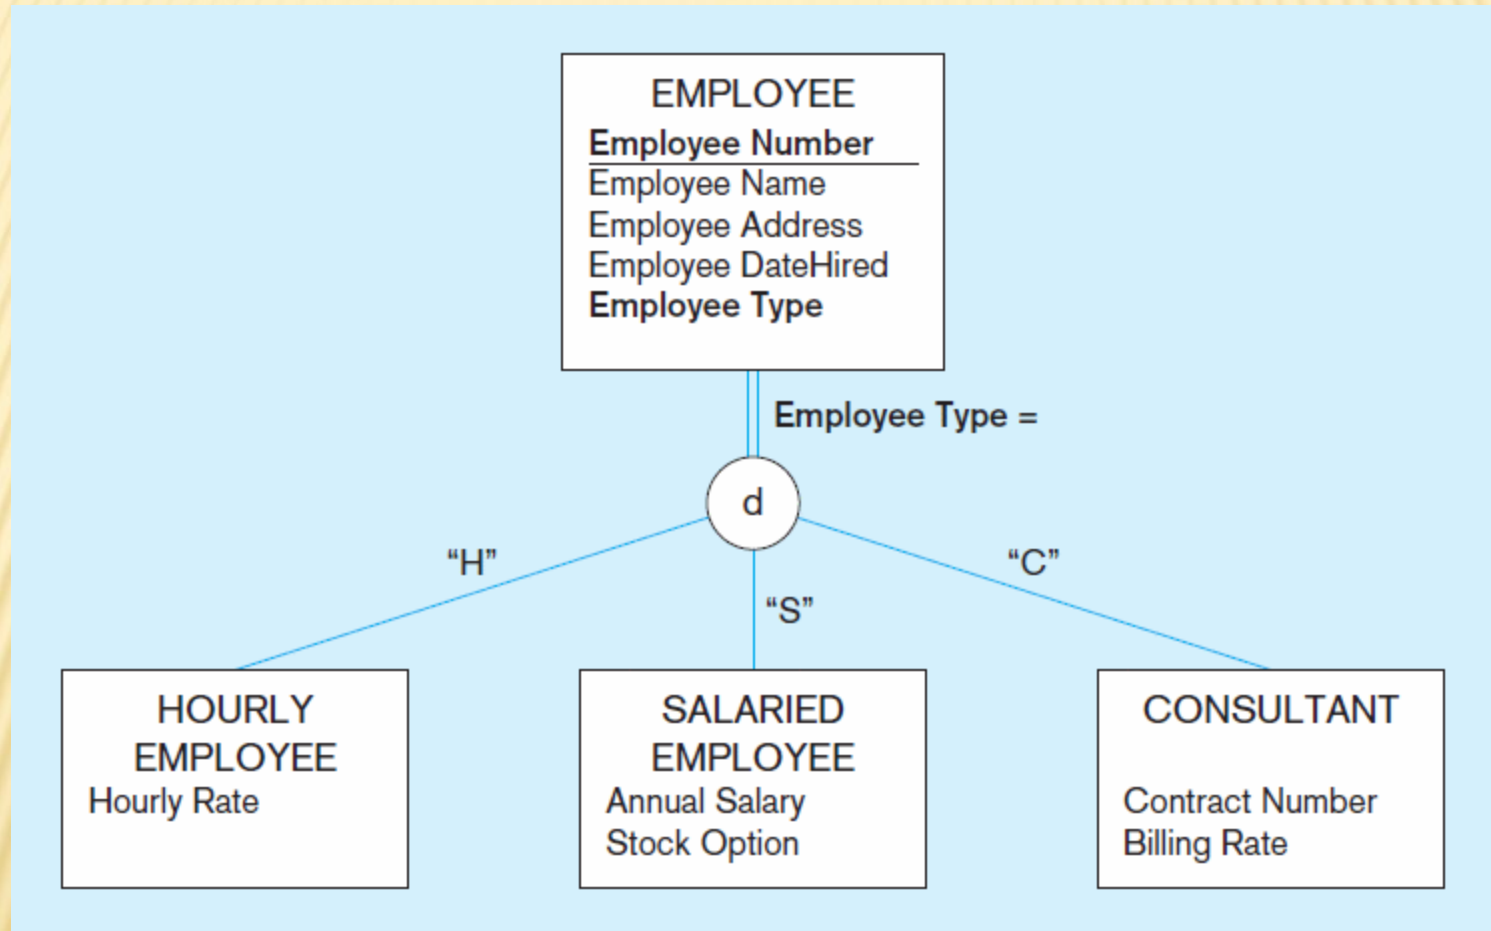 EMPLOYEE
Employee Number
Employee Name
Employee Address
Employee DateHired
Employee Type
Employee Type =
d
“H”
“S”
“C”
HOURLY
EMPLOYEE
Hourly Rate
SALARIED
EMPLOYEE
Annual Salary
Stock Option
CONSULTANT
Contract Number
Billing Rate